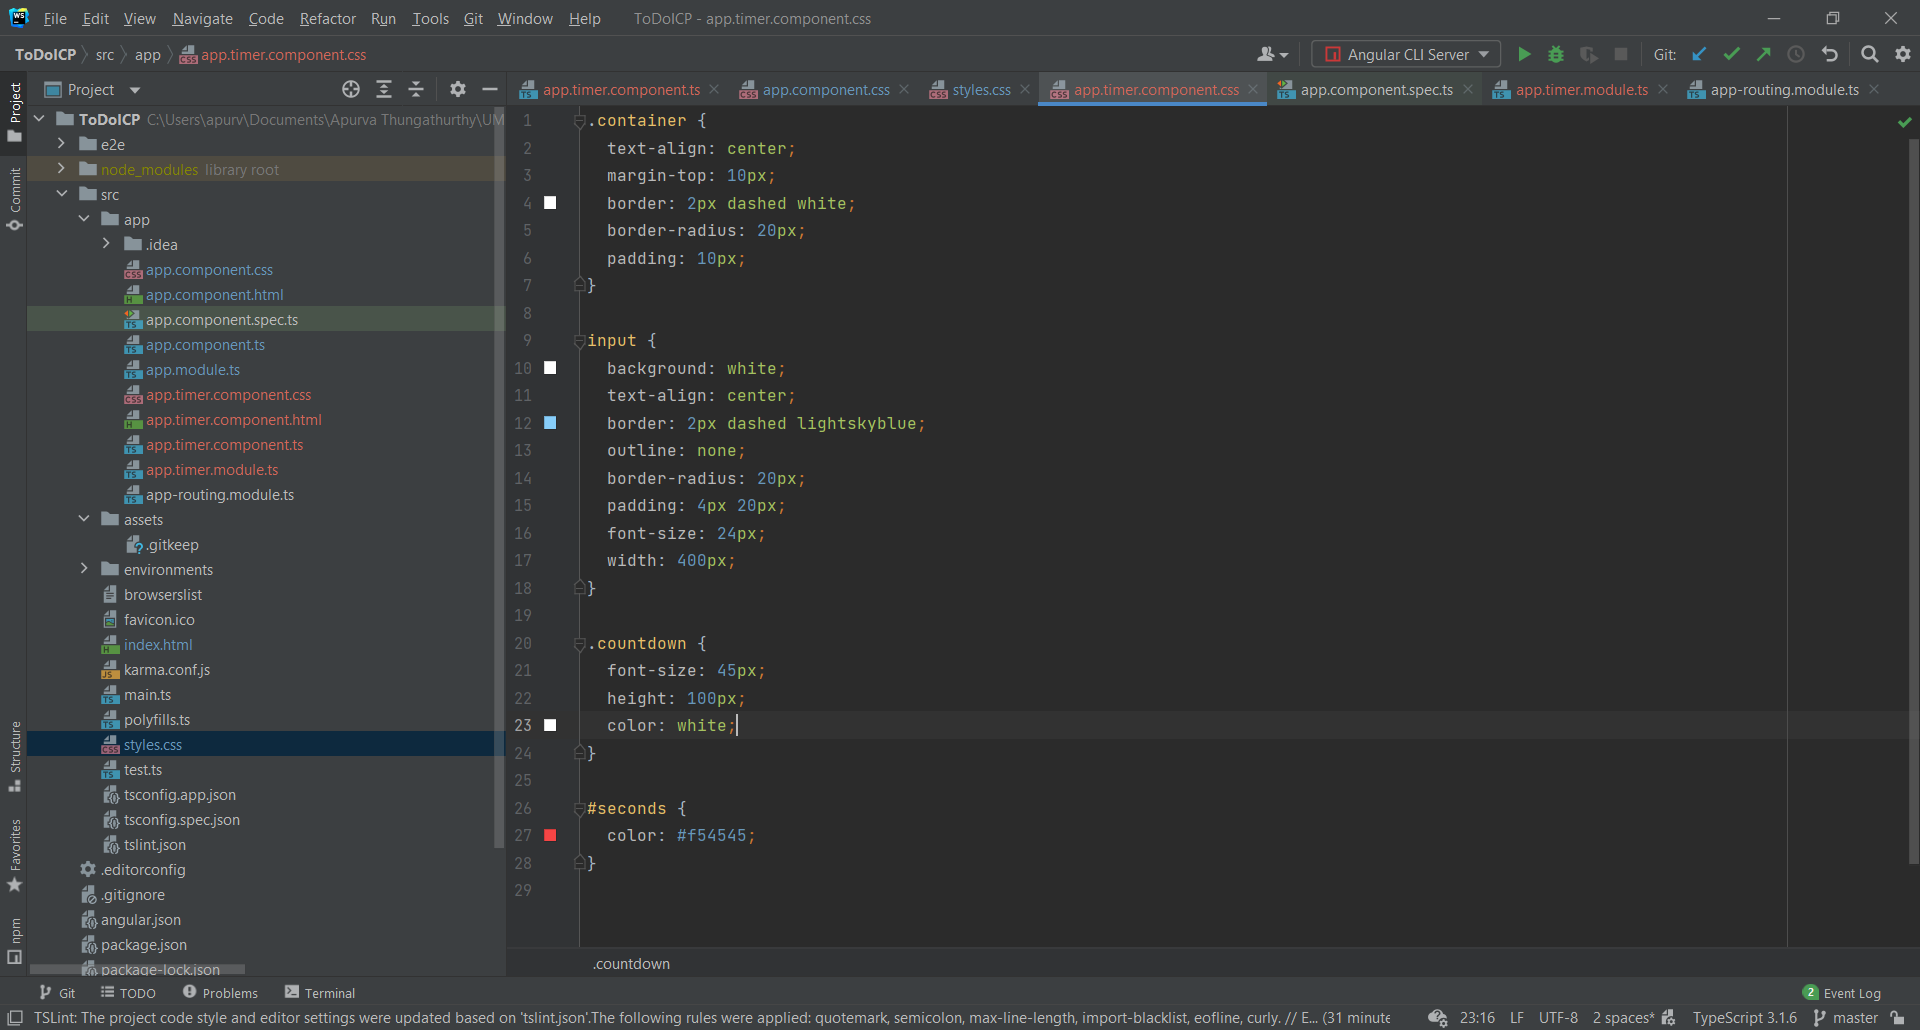 File Edit View Navigate Code Refactor Run Tools Git Window Help ToDoICP - app.timer.component.css
ToDoICP src app app.timer.component.css Angular CLI Server Git:
Project app.timer.component.ts app.component.css styles.css app.timer.component.css app.component.spec.ts app.timer.module.ts app-routing.module.ts
Project
Commit
Structure
Favorites
npm
ToDoICP C:\Users\apurv\Documents\Apurva Thungathurthy\UM
e2e
node_modules library root
src
app
.idea
app.component.css
app.component.html
app.component.spec.ts
app.component.ts
app.module.ts
app.timer.component.css
app.timer.component.html
app.timer.component.ts
app.timer.module.ts
app-routing.module.ts
assets
.gitkeep
environments
browserslist
favicon.ico
index.html
karma.conf.js
main.ts
polyfills.ts
styles.css
test.ts
tsconfig.app.json
tsconfig.spec.json
tslint.json
.editorconfig
.gitignore
angular.json
package.json
package-lock.json
1 .container {
2 text-align: center;
3 margin-top: 10px;
4 border: 2px dashed white;
5 border-radius: 20px;
6 padding: 10px;
7 }
8
9 input {
10 background: white;
11 text-align: center;
12 border: 2px dashed lightskyblue;
13 outline: none;
14 border-radius: 20px;
15 padding: 4px 20px;
16 font-size: 24px;
17 width: 400px;
18 }
19
20 .countdown {
21 font-size: 45px;
22 height: 100px;
23 color: white;
24 }
25
26 #seconds {
27 color: #f54545;
28 }
29
.countdown
Git TODO Problems Terminal 2 Event Log
TSLint: The project code style and editor settings were updated based on 'tslint.json'.The following rules were applied: quotemark, semicolon, max-line-length, import-blacklist, eofline, curly. // E... (31 minute 23:16 LF UTF-8 2 spaces* TypeScript 3.1.6 master